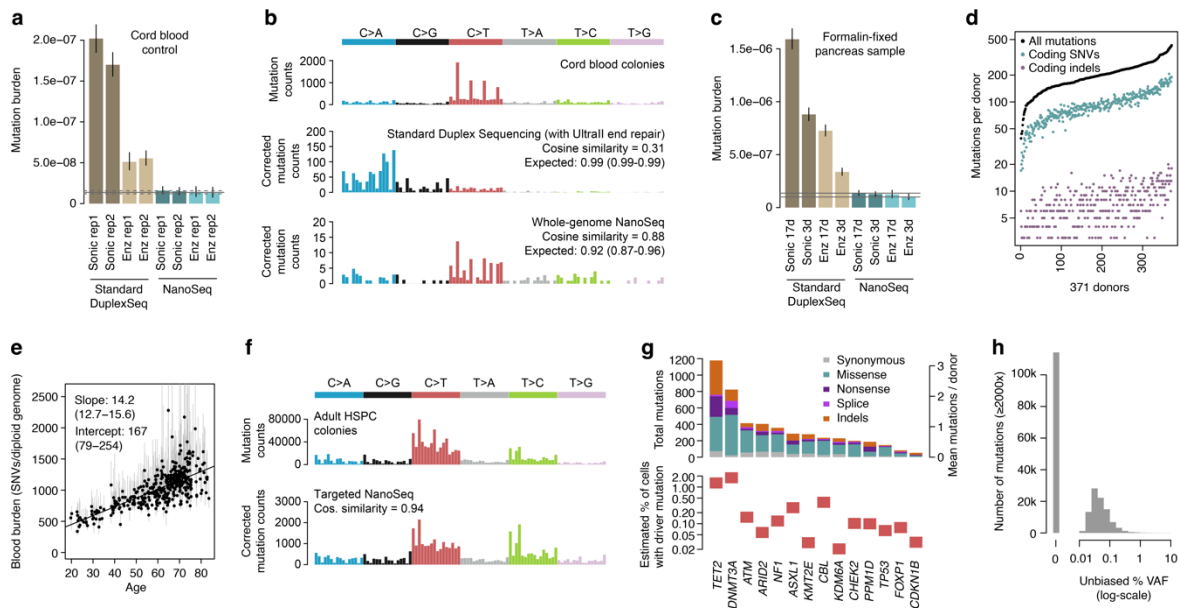 a
Cord blood
control
Mutation burden
2.0e-07
1.5e-07
1.0e-07
5.0e-08
0
Sonic rep1
Sonic rep2
Enz rep1
Enz rep2
Sonic rep1
Sonic rep2
Enz rep1
Enz rep2
Standard
DuplexSeq
NanoSeq
b
C>A C>G C>T T>A T>C T>G
Mutation
counts
2000
1000
0
Cord blood colonies
Corrected
mutation counts
200
150
100
50
0
Standard Duplex Sequencing (with UltraII end repair)
Cosine similarity = 0.31
Expected: 0.99 (0.99-0.99)
Corrected
mutation counts
20
15
10
5
0
Whole-genome NanoSeq
Cosine similarity = 0.88
Expected: 0.92 (0.87-0.96)
c
Formalin-fixed
pancreas sample
Mutation burden
1.5e-06
1.0e-06
5.0e-07
0
Sonic 17d
Sonic 3d
Enz 17d
Enz 3d
Sonic 17d
Sonic 3d
Enz 17d
Enz 3d
Standard
DuplexSeq
NanoSeq
d
Mutations per donor
500
200
100
50
20
10
5
All mutations
Coding SNVs
Coding indels
0 100 200 300
371 donors
e
Blood burden (SNVs/diploid genome)
2500
2000
1500
1000
500
0
Slope: 14.2
(12.7–15.6)
Intercept: 167
(79–254)
20 30 40 50 60 70 80
Age
f
C>A C>G C>T T>A T>C T>G
Mutation
counts
80000
40000
0
Adult HSPC
colonies
Corrected
mutation counts
3000
2000
1000
0
Targeted NanoSeq
Cos. similarity = 0.94
g
Total mutations
1200
1000
800
600
400
200
0
Synonymous
Missense
Nonsense
Splice
Indels
3
2
1
0
Mean mutations / donor
Estimated % of cells
with driver mutation
2.00
0.50
0.20
0.10
0.05
0.02
TET2
DNMT3A
ATM
ARID2
NF1
ASXL1
KMT2E
CBL
KDM6A
CHEK2
PPM1D
TP53
FOXP1
CDKN1B
h
Number of mutations (≥2000x)
100k
80k
60k
40k
20k
0
0 0.01 0.1 1 10
Unbiased % VAF
(log-scale)